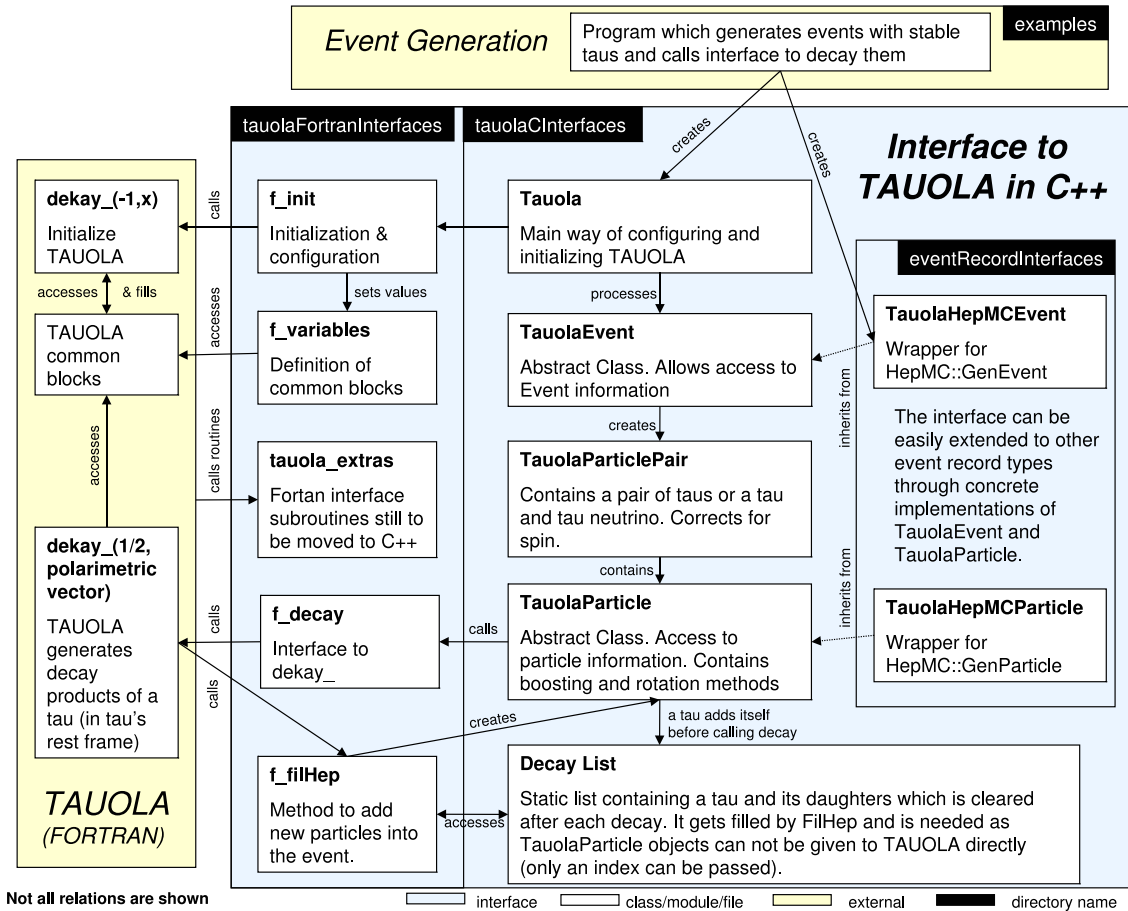 Event Generation
Program which generates events with stable
taus and calls interface to decay them
examples
tauolaFortranInterfaces
tauolaCInterfaces
creates
creates
Interface to
TAUOLA in C++
dekay_(-1,x)
Initialize
TAUOLA
calls
f_init
Initialization &
configuration
Tauola
Main way of configuring and
initializing TAUOLA
eventRecordInterfaces
accesses
& fills
accesses
sets values
processes
TAUOLA
common
blocks
f_variables
Definition of
common blocks
TauolaEvent
Abstract Class. Allows access to
Event information
TauolaHepMCEvent
Wrapper for
HepMC::GenEvent
inherits from
creates
The interface can be
easily extended to other
event record types
through concrete
implementations of
TauolaEvent and
TauolaParticle.
accesses
calls routines
tauola_extras
Fortan interface
subroutines still to
be moved to C++
TauolaParticlePair
Contains a pair of taus or a tau
and tau neutrino. Corrects for
spin.
contains
inherits from
dekay_(1/2,
polarimetric
vector)
TAUOLA
generates
decay
products of a
tau (in tau's
rest frame)
calls
f_decay
Interface to
dekay_
calls
TauolaParticle
Abstract Class. Access to
particle information. Contains
boosting and rotation methods
TauolaHepMCParticle
Wrapper for
HepMC::GenParticle
calls
creates
a tau adds itself
before calling decay
f_filHep
Method to add
new particles into
the event.
accesses
Decay List
Static list containing a tau and its daughters which is cleared
after each decay. It gets filled by FilHep and is needed as
TauolaParticle objects can not be given to TAUOLA directly
(only an index can be passed).
TAUOLA
(FORTRAN)
Not all relations are shown
interface
class/module/file
external
directory name